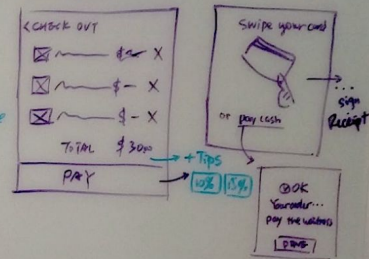 < CHECK OUT
$ X
$ - X
$ - X
TOTAL $ 30.00
PAY
+ Tips
10% 15%
Swipe your card
or pay cash
...
sign
Receipt
OK
Your order...
pay the waitress
DONE